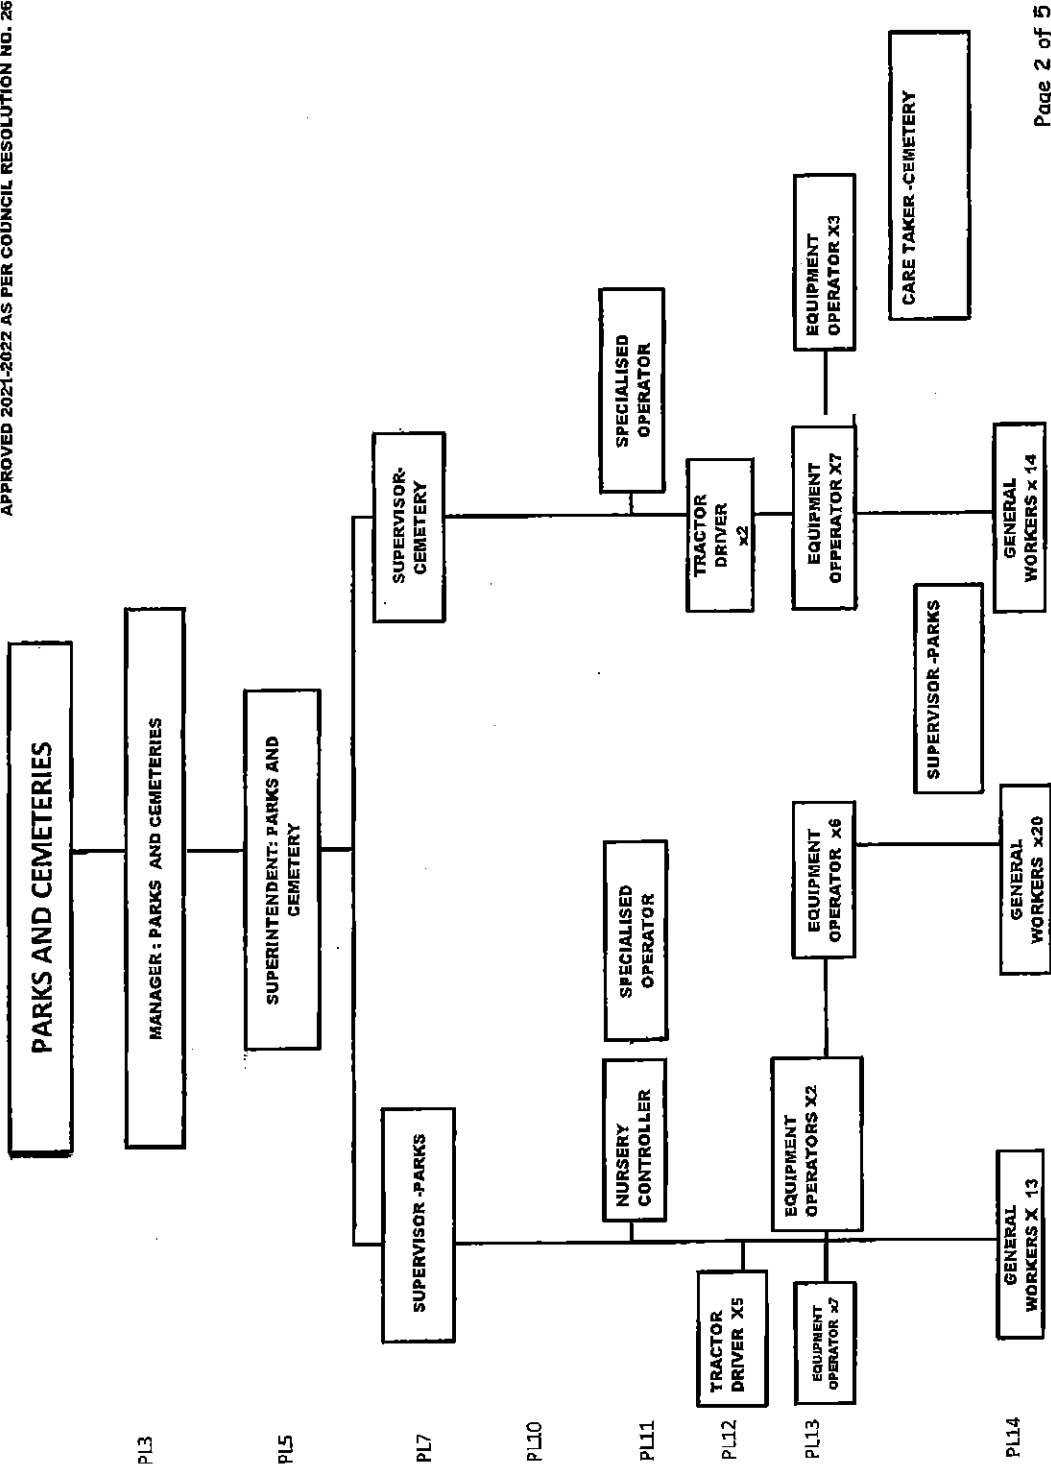 APPROVED 2021-2022 AS PER COUNCIL RESOLUTION NO. 26
PARKS AND CEMETERIES
PL3
MANAGER : PARKS AND CEMETERIES
PL5
SUPERINTENDENT: PARKS AND
CEMETERY
PL7
SUPERVISOR -PARKS
SUPERVISOR-
CEMETERY
PL10
PL11
NURSERY
CONTROLLER
SPECIALISED
OPERATOR
SPECIALISED
OPERATOR
PL12
TRACTOR
DRIVER X5
TRACTOR
DRIVER
x2
PL13
EQUIPMENT
OPERATOR x7
EQUIPMENT
OPERATORS X2
EQUIPMENT
OPERATOR x6
EQUIPMENT
OPPERATOR X7
EQUIPMENT
OPERATOR X3
SUPERVISOR -PARKS
CARE TAKER -CEMETERY
PL14
GENERAL
WORKERS X 13
GENERAL
WORKERS x20
GENERAL
WORKERS x 14
Page 2 of 5